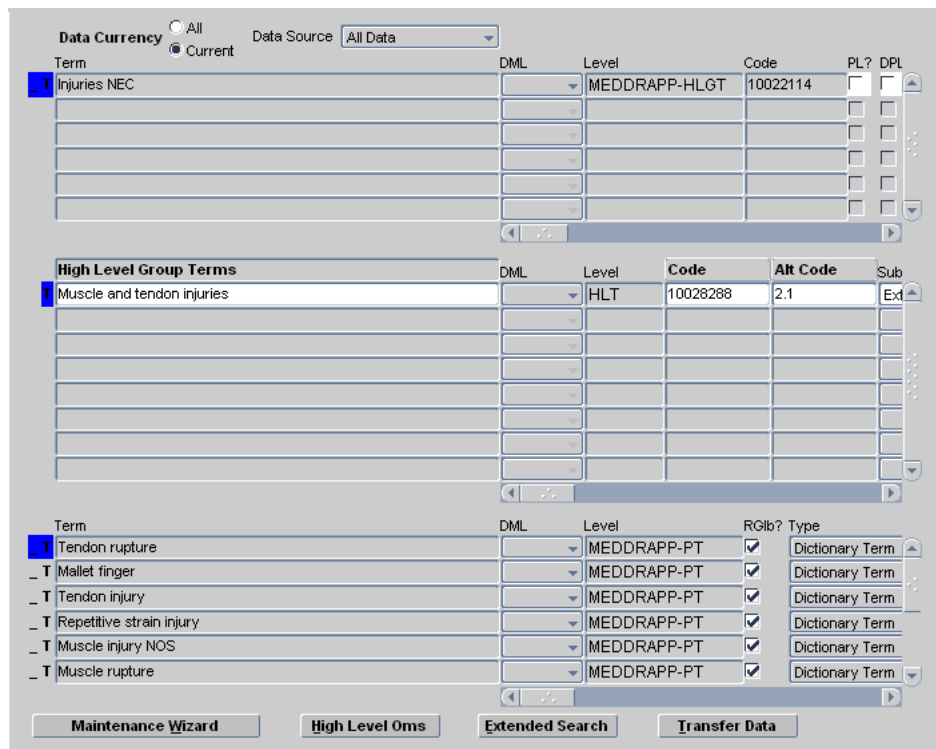 Data Currency All Current Data Source All Data
Term DML Level Code PL? DPL
_ T Injuries NEC MEDDRAPP-HLGT 10022114
High Level Group Terms DML Level Code Alt Code Sub
T Muscle and tendon injuries HLT 10028288 2.1 Ext
Term DML Level RGlb? Type
_ T Tendon rupture MEDDRAPP-PT Dictionary Term
_ T Mallet finger MEDDRAPP-PT Dictionary Term
_ T Tendon injury MEDDRAPP-PT Dictionary Term
_ T Repetitive strain injury MEDDRAPP-PT Dictionary Term
_ T Muscle injury NOS MEDDRAPP-PT Dictionary Term
_ T Muscle rupture MEDDRAPP-PT Dictionary Term
Maintenance Wizard High Level Oms Extended Search Transfer Data